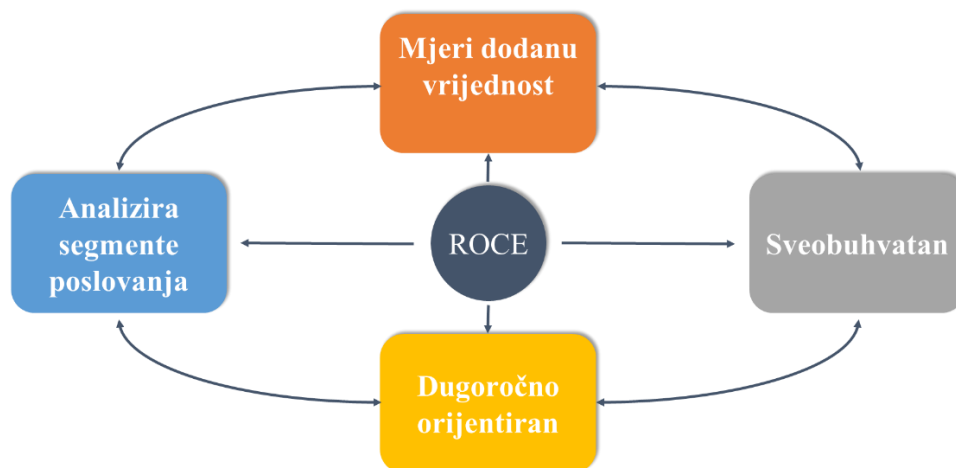 Mjeri dodanu
vrijednost
Analizira
segmente
poslovanja
ROCE
Sveobuhvatan
Dugoročno
orijentiran